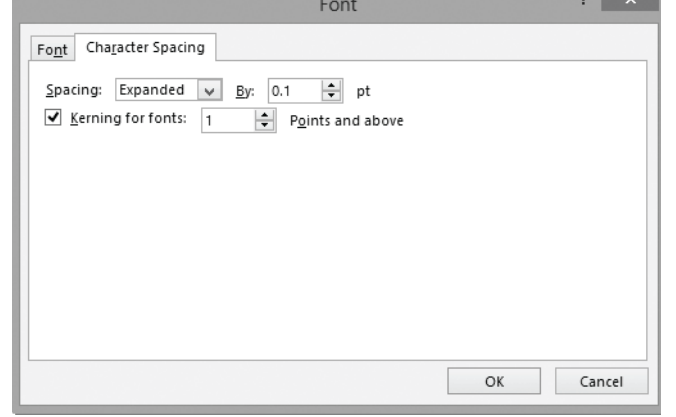 Font ? ×
Font Character Spacing
Spacing: Expanded By: 0.1 pt
Kerning for fonts: 1 Points and above
OK Cancel